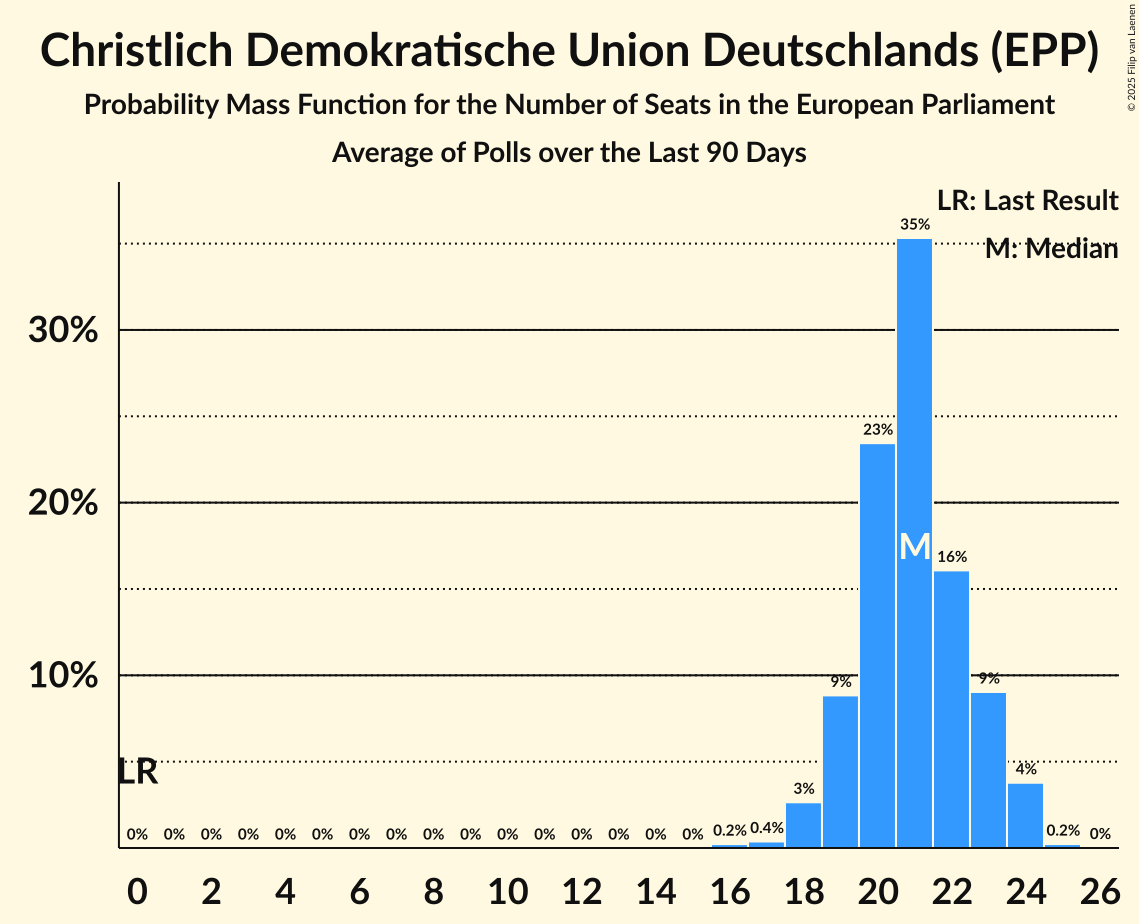 Christlich Demokratische Union Deutschlands (EPP)
Probability Mass Function for the Number of Seats in the European Parliament
Average of Polls over the Last 90 Days
© 2025 Filip van Laenen
LR: Last Result
M: Median
35%
30%
23%
20%
M
16%
10%
9%
9%
LR
4%
3%
0% 0% 0% 0% 0% 0% 0% 0% 0% 0% 0% 0% 0% 0% 0% 0% 0.2% 0.4% 0.2% 0%
0 2 4 6 8 10 12 14 16 18 20 22 24 26